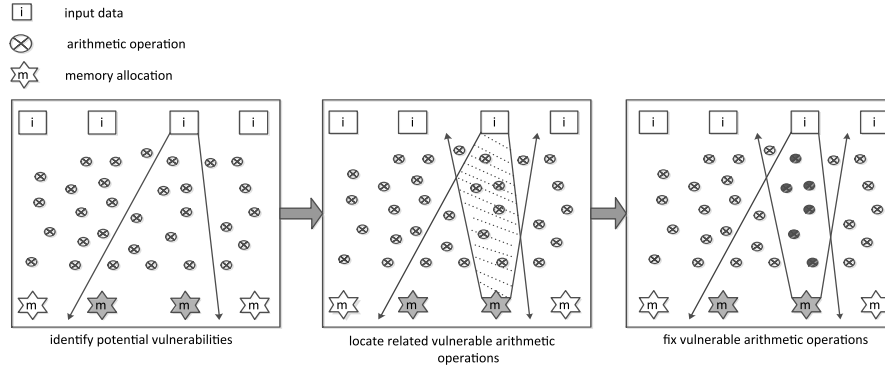 i input data
arithmetic operation
m memory allocation
i i i i
i i i i
i i i i
m m m m
m m m m
m m m m
identify potential vulnerabilities
locate related vulnerable arithmetic
operations
fix vulnerable arithmetic operations